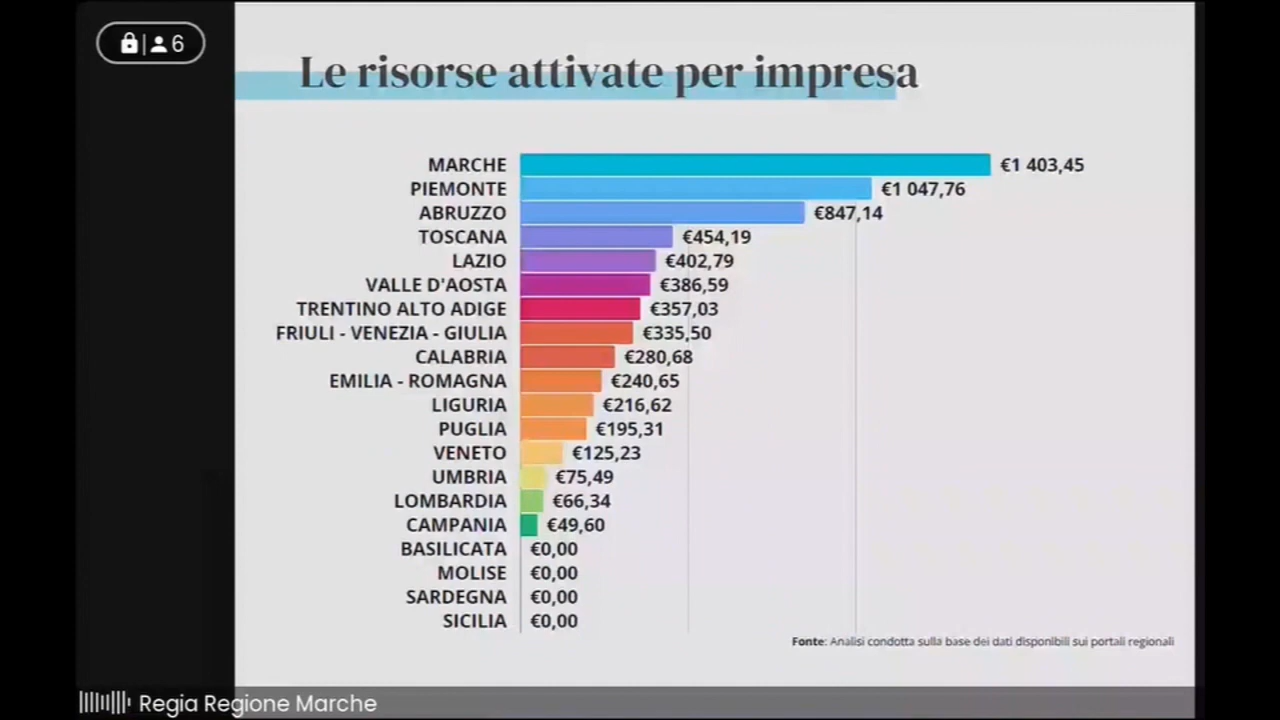 6
Le risorse attivate per impresa
MARCHE €1 403,45
PIEMONTE €1 047,76
ABRUZZO €847,14
TOSCANA €454,19
LAZIO €402,79
VALLE D'AOSTA €386,59
TRENTINO ALTO ADIGE €357,03
FRIULI - VENEZIA - GIULIA €335,50
CALABRIA €280,68
EMILIA - ROMAGNA €240,65
LIGURIA €216,62
PUGLIA €195,31
VENETO €125,23
UMBRIA €75,49
LOMBARDIA €66,34
CAMPANIA €49,60
BASILICATA €0,00
MOLISE €0,00
SARDEGNA €0,00
SICILIA €0,00
Fonte: Analisi condotta sulla base dei dati disponibili sui portali regionali
Regia Regione Marche